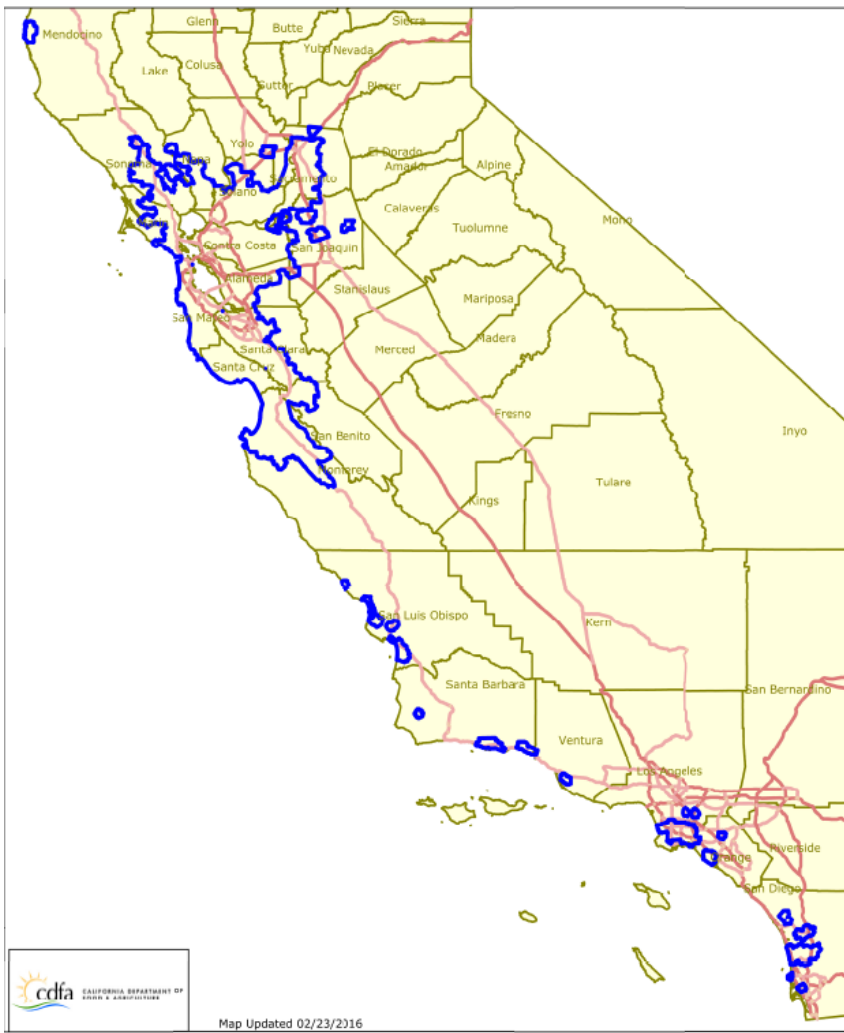 Glenn
Butte
Sierra
Mendocino
Yuba
Nevada
Lake
Colusa
Sutter
Placer
Yolo
El Dorado
Sonoma
Napa
Amador
Alpine
Sacramento
Solano
Calaveras
Mono
Marin
Tuolumne
Contra Costa
San Joaquin
Alameda
Stanislaus
Mariposa
San Mateo
Madera
Santa Clara
Merced
Santa Cruz
Fresno
Inyo
San Benito
Monterey
Tulare
Kings
San Luis Obispo
Kern
Santa Barbara
San Bernardino
Ventura
Los Angeles
Riverside
Orange
San Diego
cdfa
CALIFORNIA DEPARTMENT OF
FOOD & AGRICULTURE
Map Updated 02/23/2016